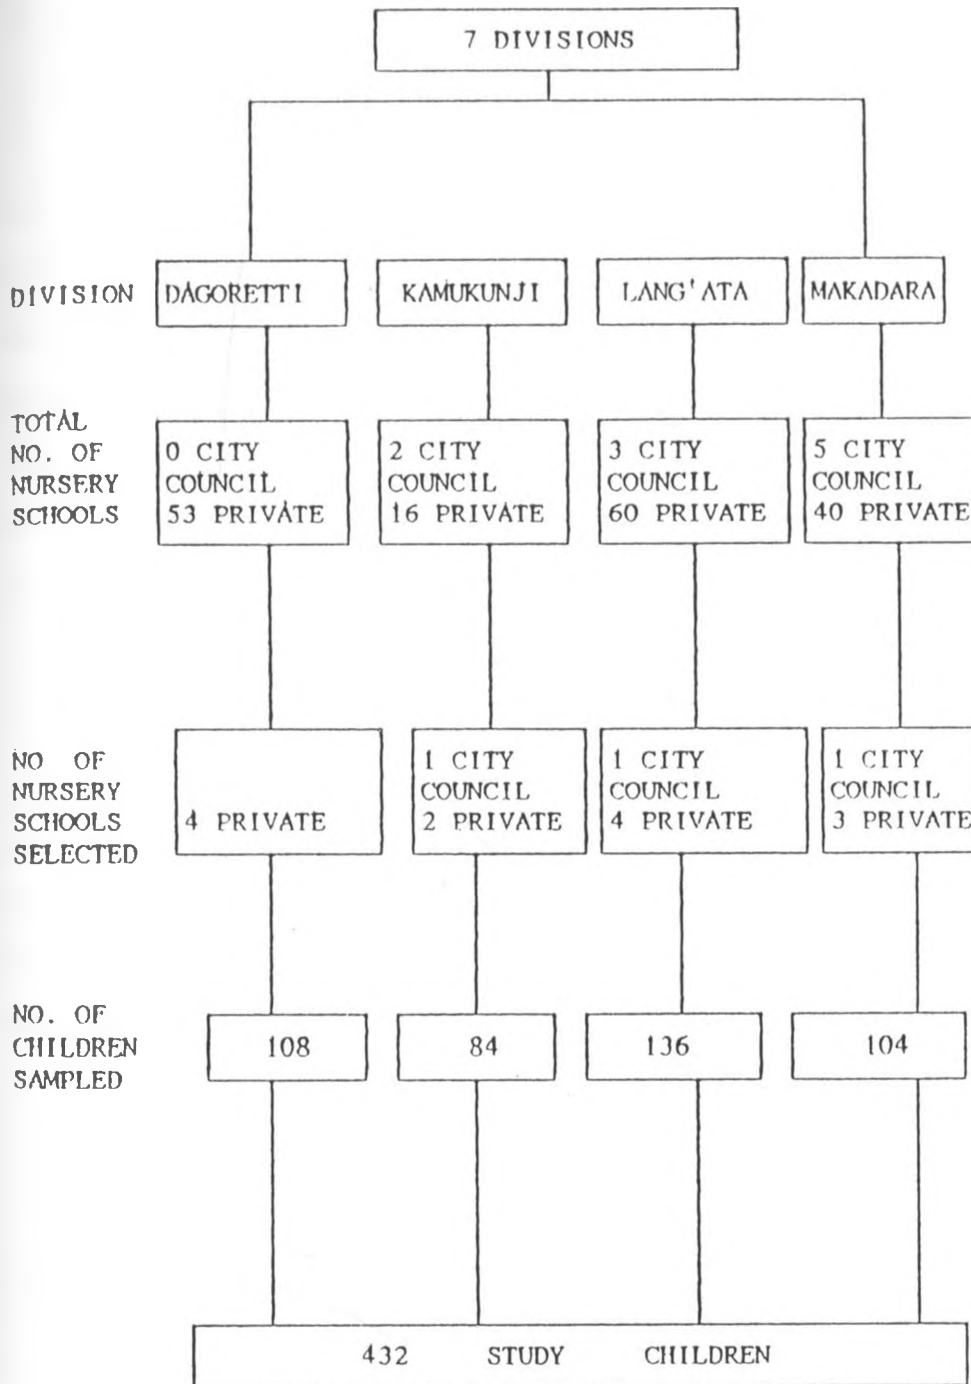 7 DIVISIONS
DIVISION
DAGORETTI
KAMUKUNJI
LANG'ATA
MAKADARA
TOTAL
NO. OF
NURSERY
SCHOOLS
0 CITY
COUNCIL
53 PRIVATE
2 CITY
COUNCIL
16 PRIVATE
3 CITY
COUNCIL
60 PRIVATE
5 CITY
COUNCIL
40 PRIVATE
NO OF
NURSERY
SCHOOLS
SELECTED
4 PRIVATE
1 CITY
COUNCIL
2 PRIVATE
1 CITY
COUNCIL
4 PRIVATE
1 CITY
COUNCIL
3 PRIVATE
NO. OF
CHILDREN
SAMPLED
108
84
136
104
432 STUDY CHILDREN